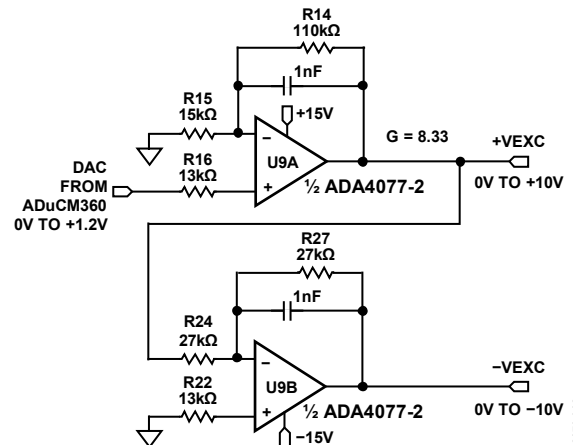 R14
110kΩ
1nF
R15
15kΩ
+15V
−
U9A
+
G = 8.33
+VEXC
0V TO +10V
½ ADA4077-2
DAC
FROM
ADuCM360
0V TO +1.2V
R16
13kΩ
R27
27kΩ
1nF
R24
27kΩ
−
U9B
+
−VEXC
0V TO −10V
½ ADA4077-2
R22
13kΩ
−15V